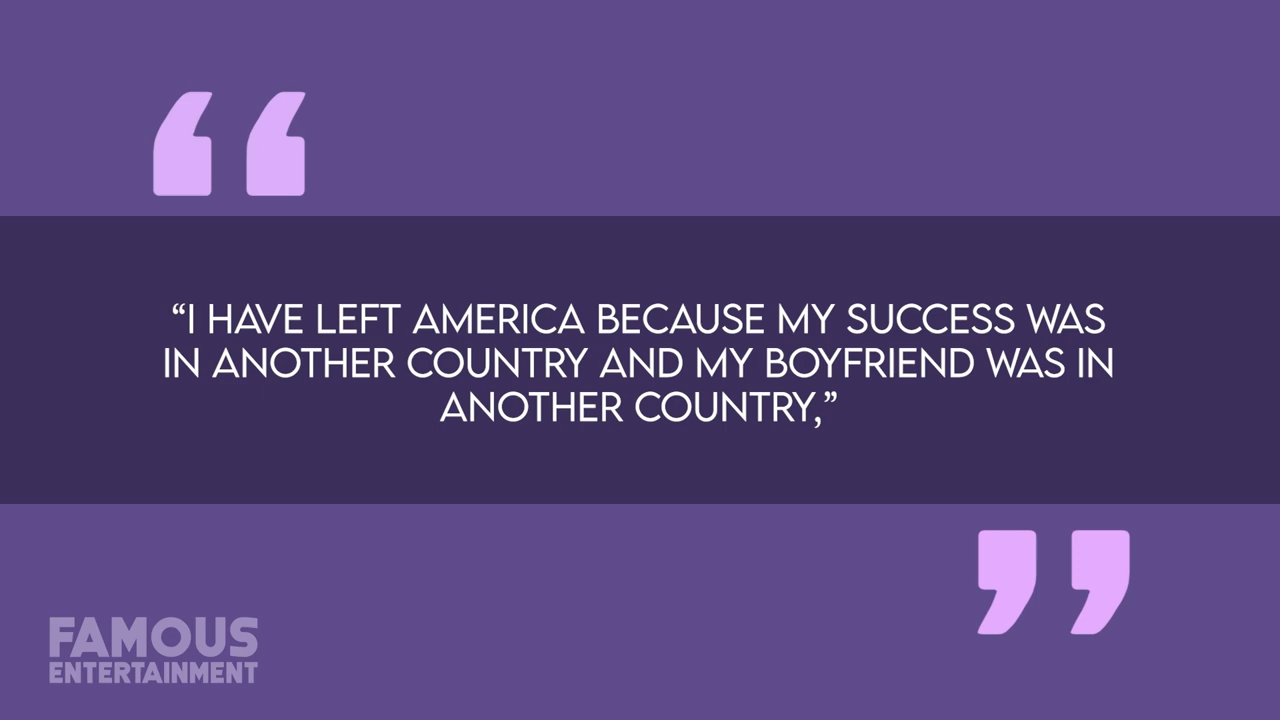 “I HAVE LEFT AMERICA BECAUSE MY SUCCESS WAS
IN ANOTHER COUNTRY AND MY BOYFRIEND WAS IN
ANOTHER COUNTRY,”
FAMOUS
ENTERTAINMENT